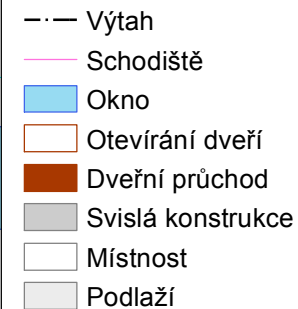 Výtah
Schodiště
Okno
Otevírání dveří
Dveřní průchod
Svislá konstrukce
Místnost
Podlaží